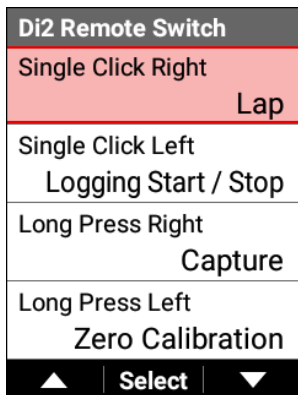 Di2 Remote Switch
Single Click Right
Lap
Single Click Left
Logging Start / Stop
Long Press Right
Capture
Long Press Left
Zero Calibration
Select